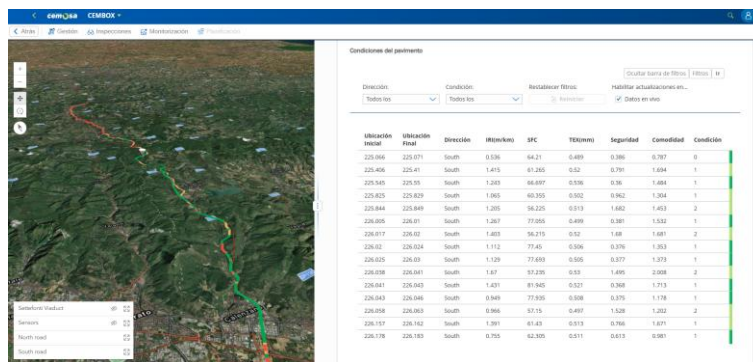 cemosa CEMBOX
Atrás Gestión Inspecciones Monitorización Planificación
Condiciones del pavimento
Ocultar barra de filtros Filtros
Dirección: Condición: Restablecer filtros: Habilitar actualizaciones en...
Todos los Todos los Reiniciar Datos en vivo
Ubicación Inicial Ubicación Final Dirección IRI(m/km) SFC TEX(mm) Seguridad Comodidad Condición
225.066 225.071 South 0.536 64.21 0.489 0.386 0.787 0
225.406 225.41 South 1.415 61.265 0.52 0.791 1.694 1
225.545 225.55 South 1.243 66.697 0.536 0.56 1.484 1
225.825 225.829 South 1.065 60.355 0.502 0.962 1.304 1
225.844 225.849 South 1.205 56.225 0.513 1.682 1.453 2
226.005 226.01 South 1.267 77.055 0.499 0.381 1.532 1
226.017 226.02 South 1.403 56.215 0.52 1.68 1.681 2
226.02 226.024 South 1.112 77.45 0.506 0.376 1.353 1
226.025 226.03 South 1.129 77.693 0.505 0.377 1.373 1
226.038 226.041 South 1.67 57.235 0.53 1.495 2.008 2
226.041 226.043 South 1.431 81.945 0.521 0.368 1.713 1
226.043 226.046 South 0.949 77.935 0.508 0.375 1.178 1
226.058 226.063 South 0.966 57.15 0.497 1.528 1.202 2
226.157 226.162 South 1.391 61.43 0.513 0.766 1.671 1
226.178 226.183 South 0.755 62.305 0.511 0.613 0.981 1
Settefonti Viaduct
Sensors
North road
South road
Calenzano